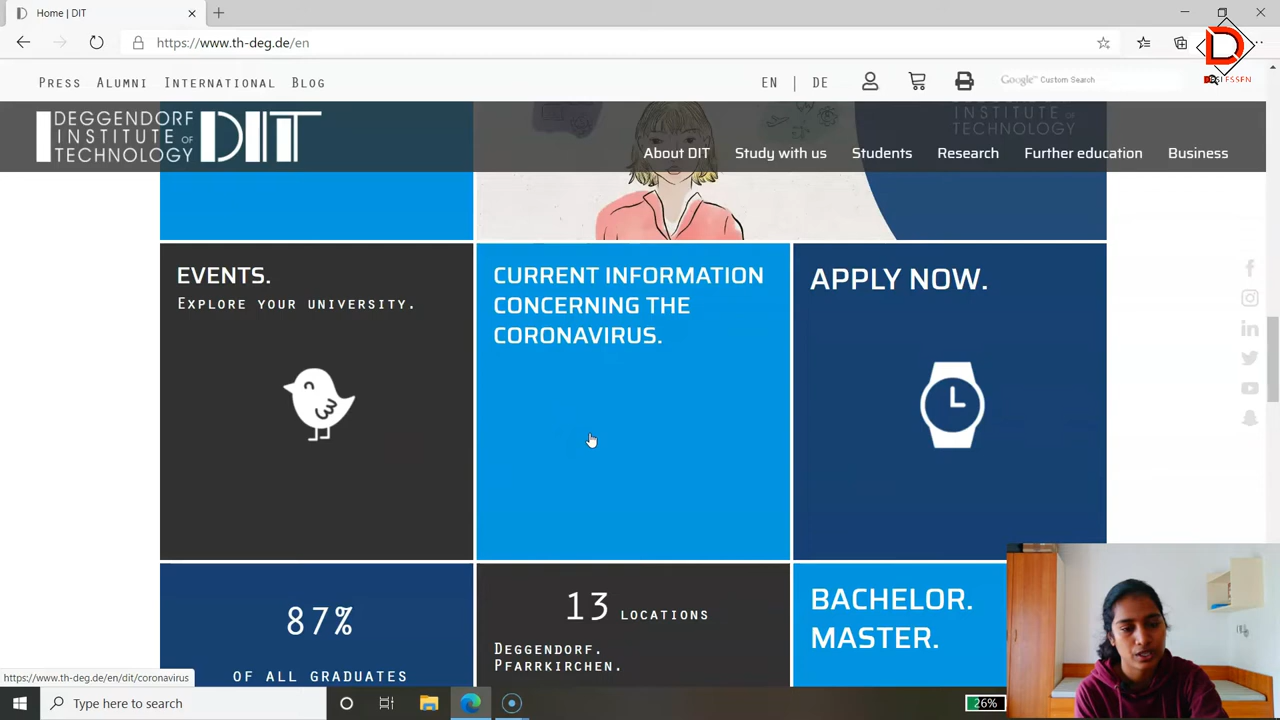 Home | DIT
https://www.th-deg.de/en
PRESS ALUMNI INTERNATIONAL BLOG
EN | DE
Google Custom Search
D
DEGGENDORF
INSTITUTE OF
TECHNOLOGY
DIT
INSTITUTE OF
TECHNOLOGY
About DIT Study with us Students Research Further education Business
EVENTS.
EXPLORE YOUR UNIVERSITY.
CURRENT INFORMATION
CONCERNING THE
CORONAVIRUS.
APPLY NOW.
87%
OF ALL GRADUATES
13 LOCATIONS
DEGGENDORF.
PFARRKIRCHEN.
BACHELOR.
MASTER.
https://www.th-deg.de/en/dit/coronavirus
Type here to search
26%